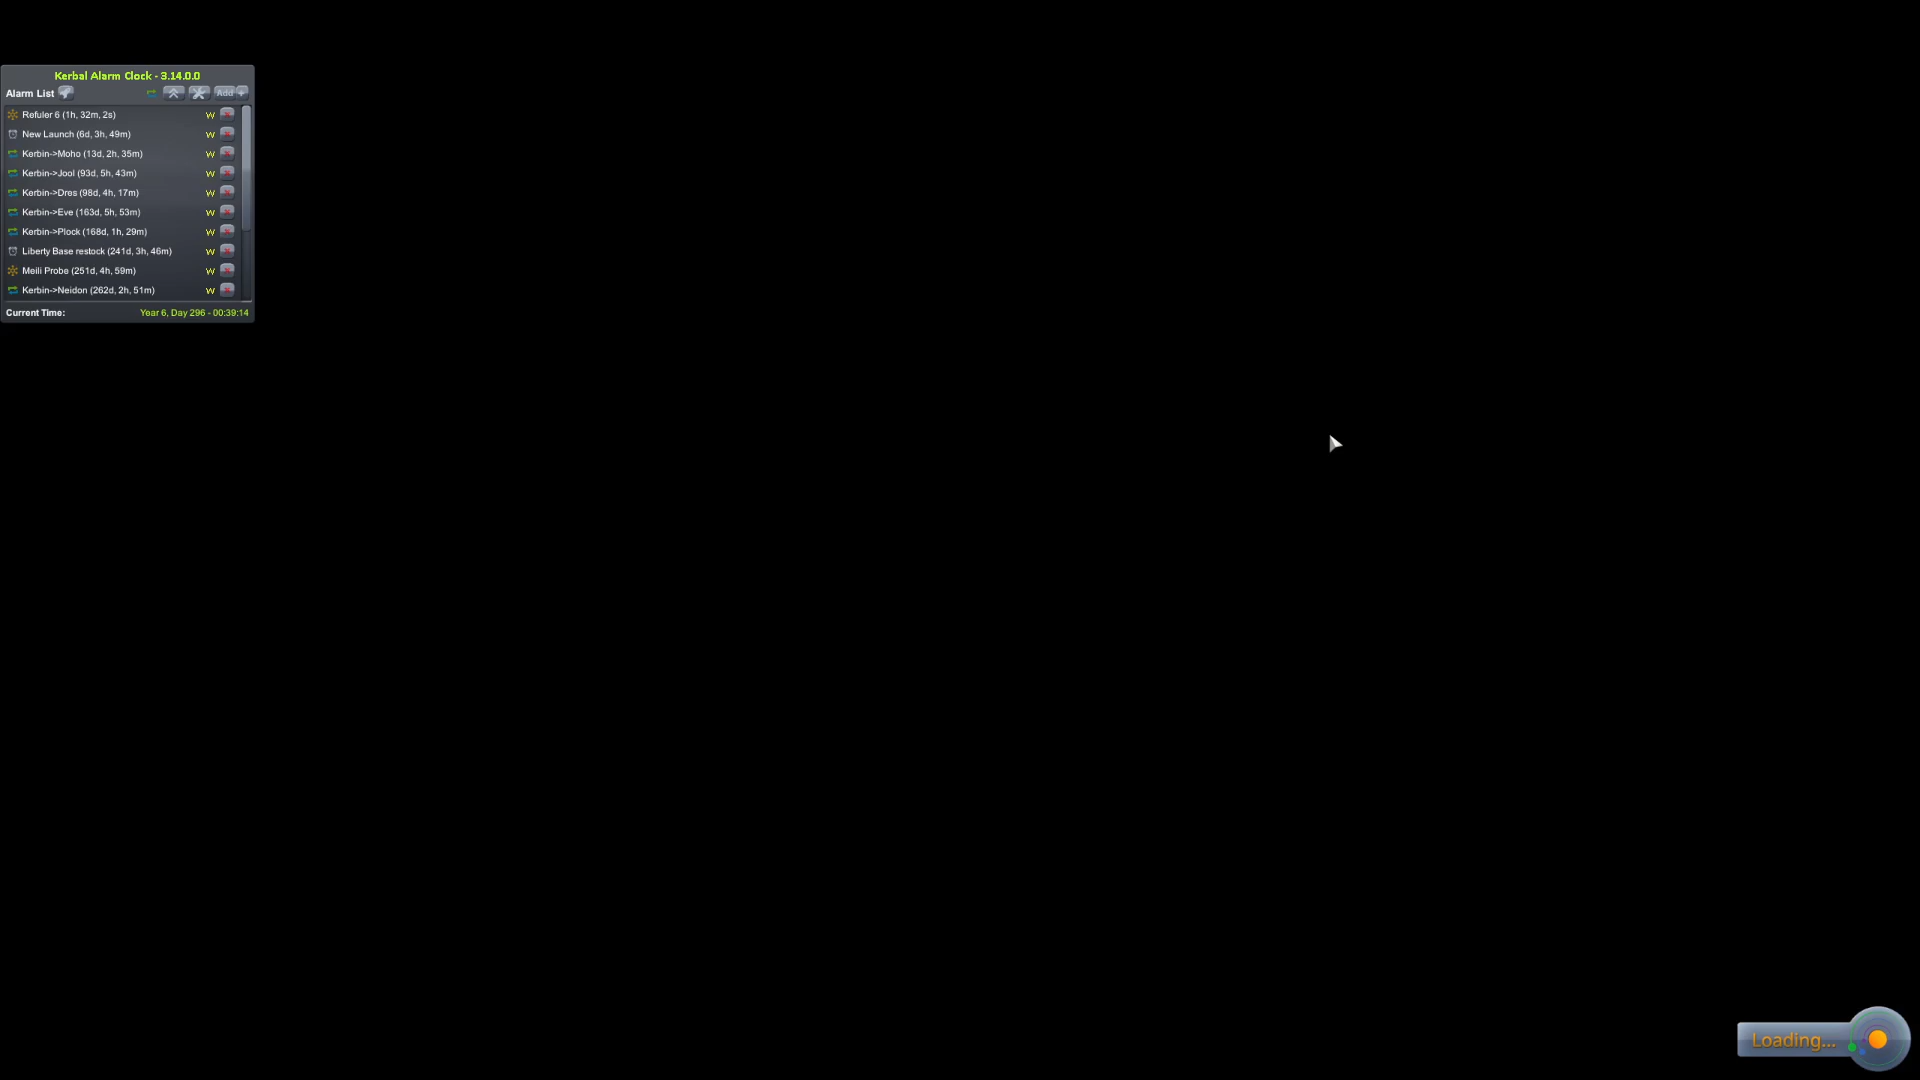 Kerbal Alarm Clock - 3.14.0.0
Alarm List Add +
Refuler 6 (1h, 32m, 2s) W
New Launch (6d, 3h, 49m) W
Kerbin->Moho (13d, 2h, 35m) W
Kerbin->Jool (93d, 5h, 43m) W
Kerbin->Dres (98d, 4h, 17m) W
Kerbin->Eve (163d, 5h, 53m) W
Kerbin->Plock (168d, 1h, 29m) W
Liberty Base restock (241d, 3h, 46m) W
Meili Probe (251d, 4h, 59m) W
Kerbin->Neidon (262d, 2h, 51m) W
Current Time: Year 6, Day 296 - 00:39:14
Loading...